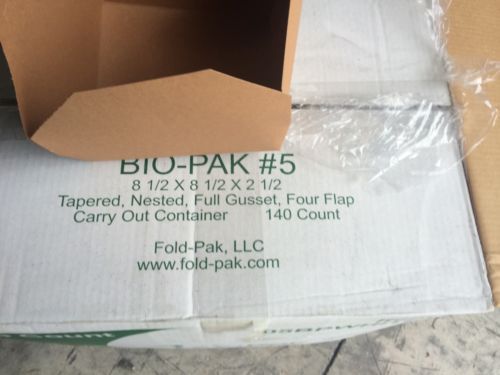 BIO-PAK #5
8 1/2 X 8 1/2 X 2 1/2
Tapered, Nested, Full Gusset, Four Flap
Carry Out Container 140 Count
Fold-Pak, LLC
www.fold-pak.com
Count